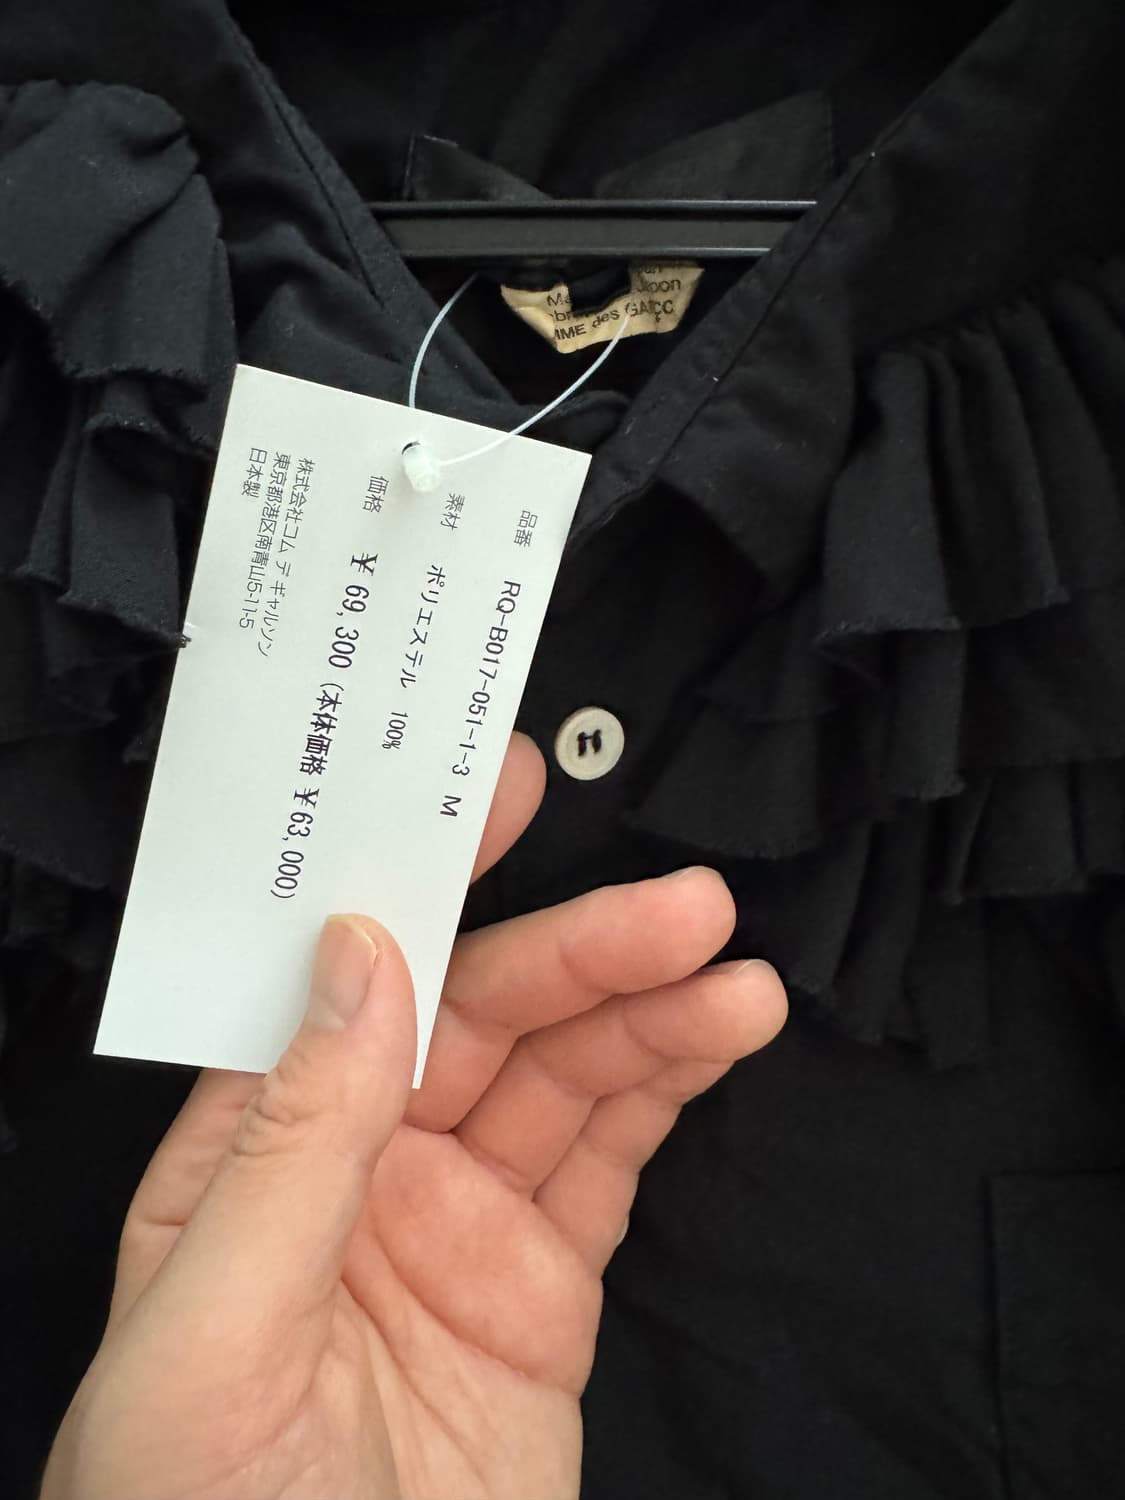 品番 RQ-B017-051-1-3 M
素材 ポリエステル 100%
価格 ¥69,300 (本体価格 ¥63,000)
株式会社コム デ ギャルソン
東京都港区南青山5-11-5
日本製
des GARÇ